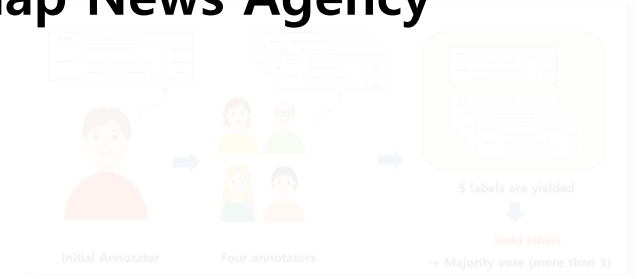 ap News Agency
5 labels are yielded
Gold labels
Initial Annotator
Four annotators
→ Majority vote (more than 3)